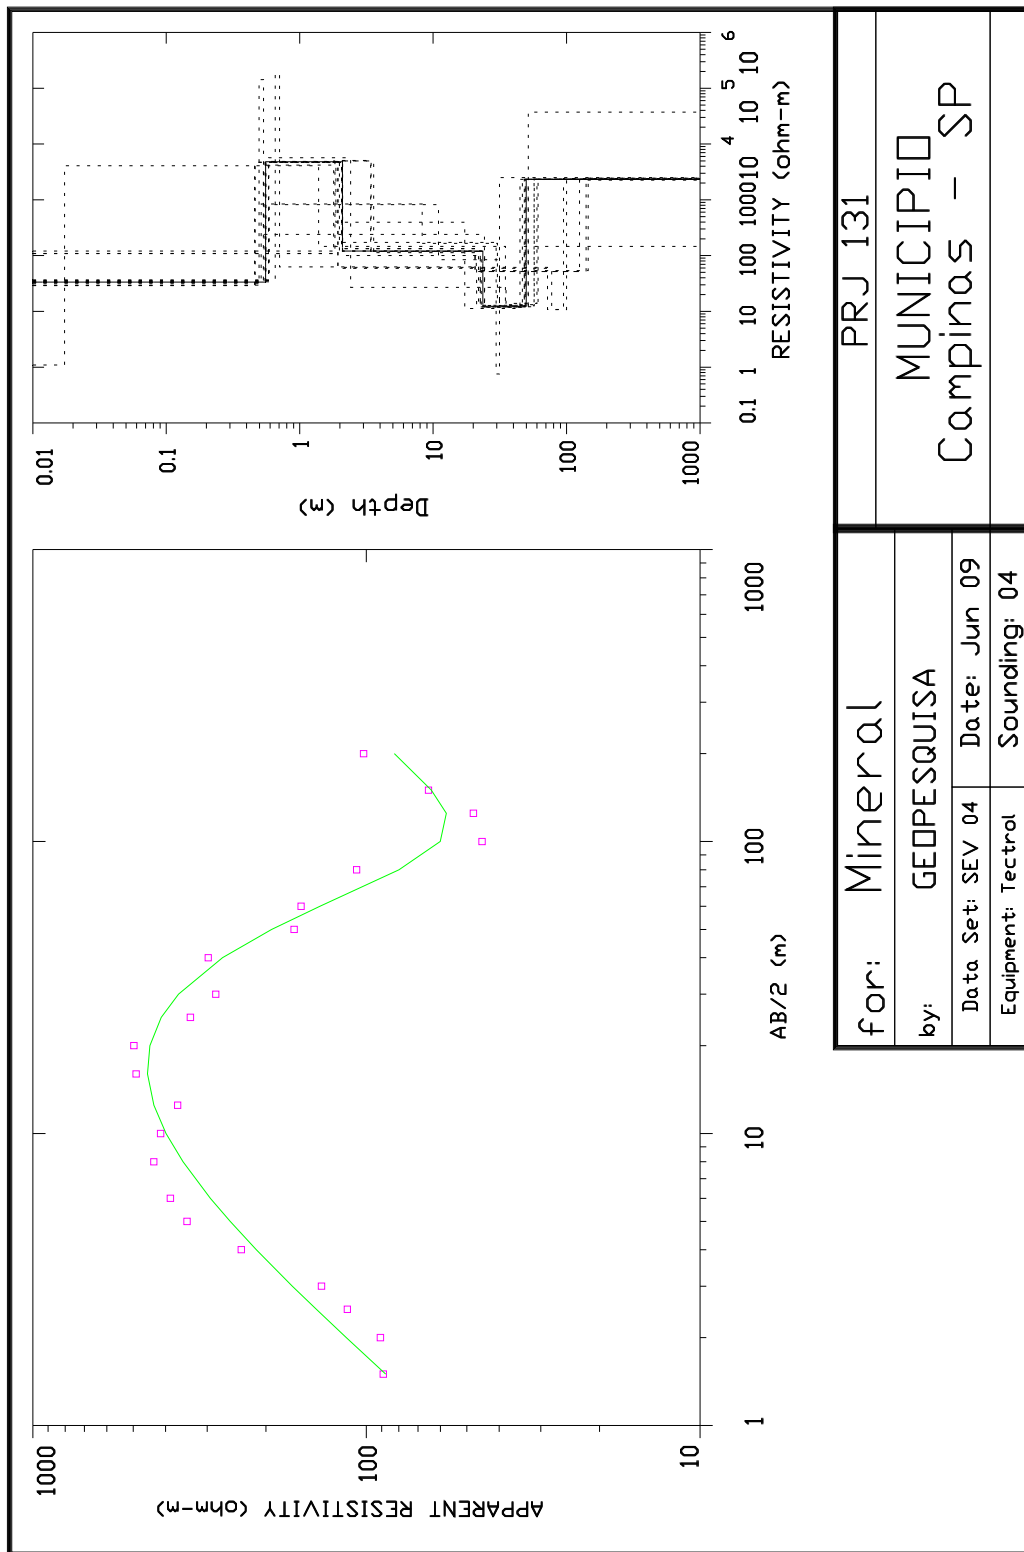 APPARENT RESISTIVITY (ohm-m)
1000
100
10
1
10
100
1000
AB/2 (m)
Depth (m)
0.01
0.1
1
10
100
1000
0.1
1
10
100
1000
10 4
10 5
10 6
RESISTIVITY (ohm-m)
for: Mineral
by: GEOPESQUISA
Data Set: SEV 04
Date: Jun 09
Equipment: Tectrol
Sounding: 04
PRJ 131
MUNICIPIO
Campinas - SP